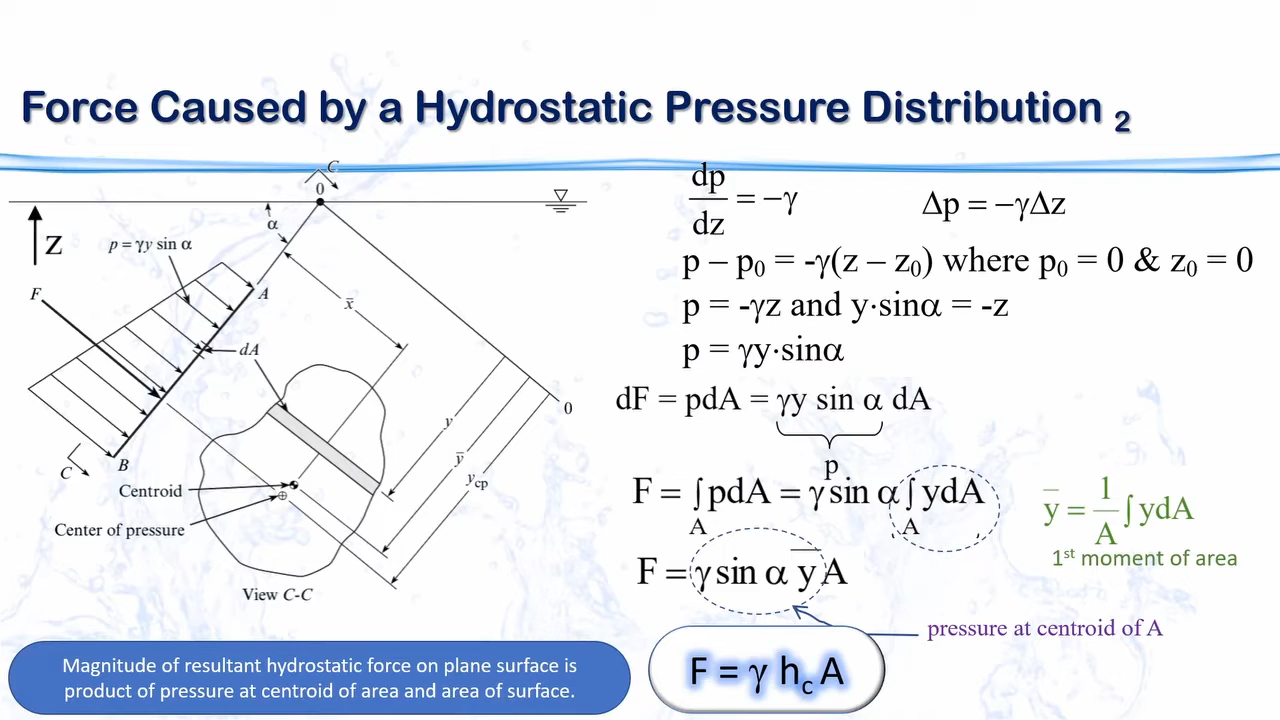 Force Caused by a Hydrostatic Pressure Distribution ₂
C
0
α
z
p = γy sin α
F
A
x̅
dA
0
y
y̅
y_cp
B
C
Centroid
Center of pressure
View C-C
dp/dz = −γ
Δp = −γΔz
p – p₀ = -γ(z – z₀) where p₀ = 0 & z₀ = 0
p = -γz and y·sinα = -z
p = γy·sinα
dF = pdA = γy sin α dA
p
F = ∫_A pdA = γ sin α ∫_A ydA
y̅ = 1/A ∫ ydA
1ˢᵗ moment of area
F = γ sin α y̅ A
pressure at centroid of A
F = γ h_c A
Magnitude of resultant hydrostatic force on plane surface is
product of pressure at centroid of area and area of surface.